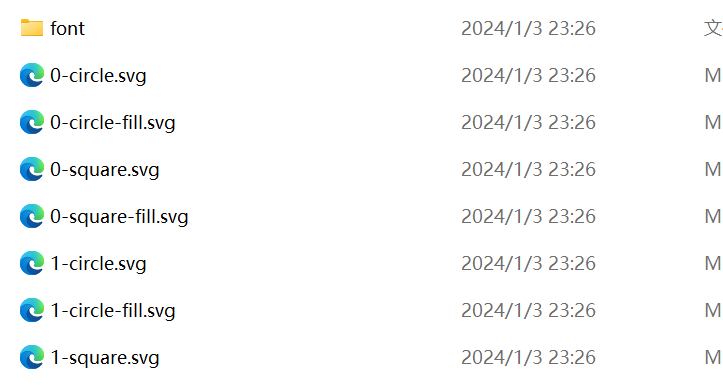 font 2024/1/3 23:26 文
0-circle.svg 2024/1/3 23:26 M
0-circle-fill.svg 2024/1/3 23:26 M
0-square.svg 2024/1/3 23:26 M
0-square-fill.svg 2024/1/3 23:26 M
1-circle.svg 2024/1/3 23:26 M
1-circle-fill.svg 2024/1/3 23:26 M
1-square.svg 2024/1/3 23:26 M